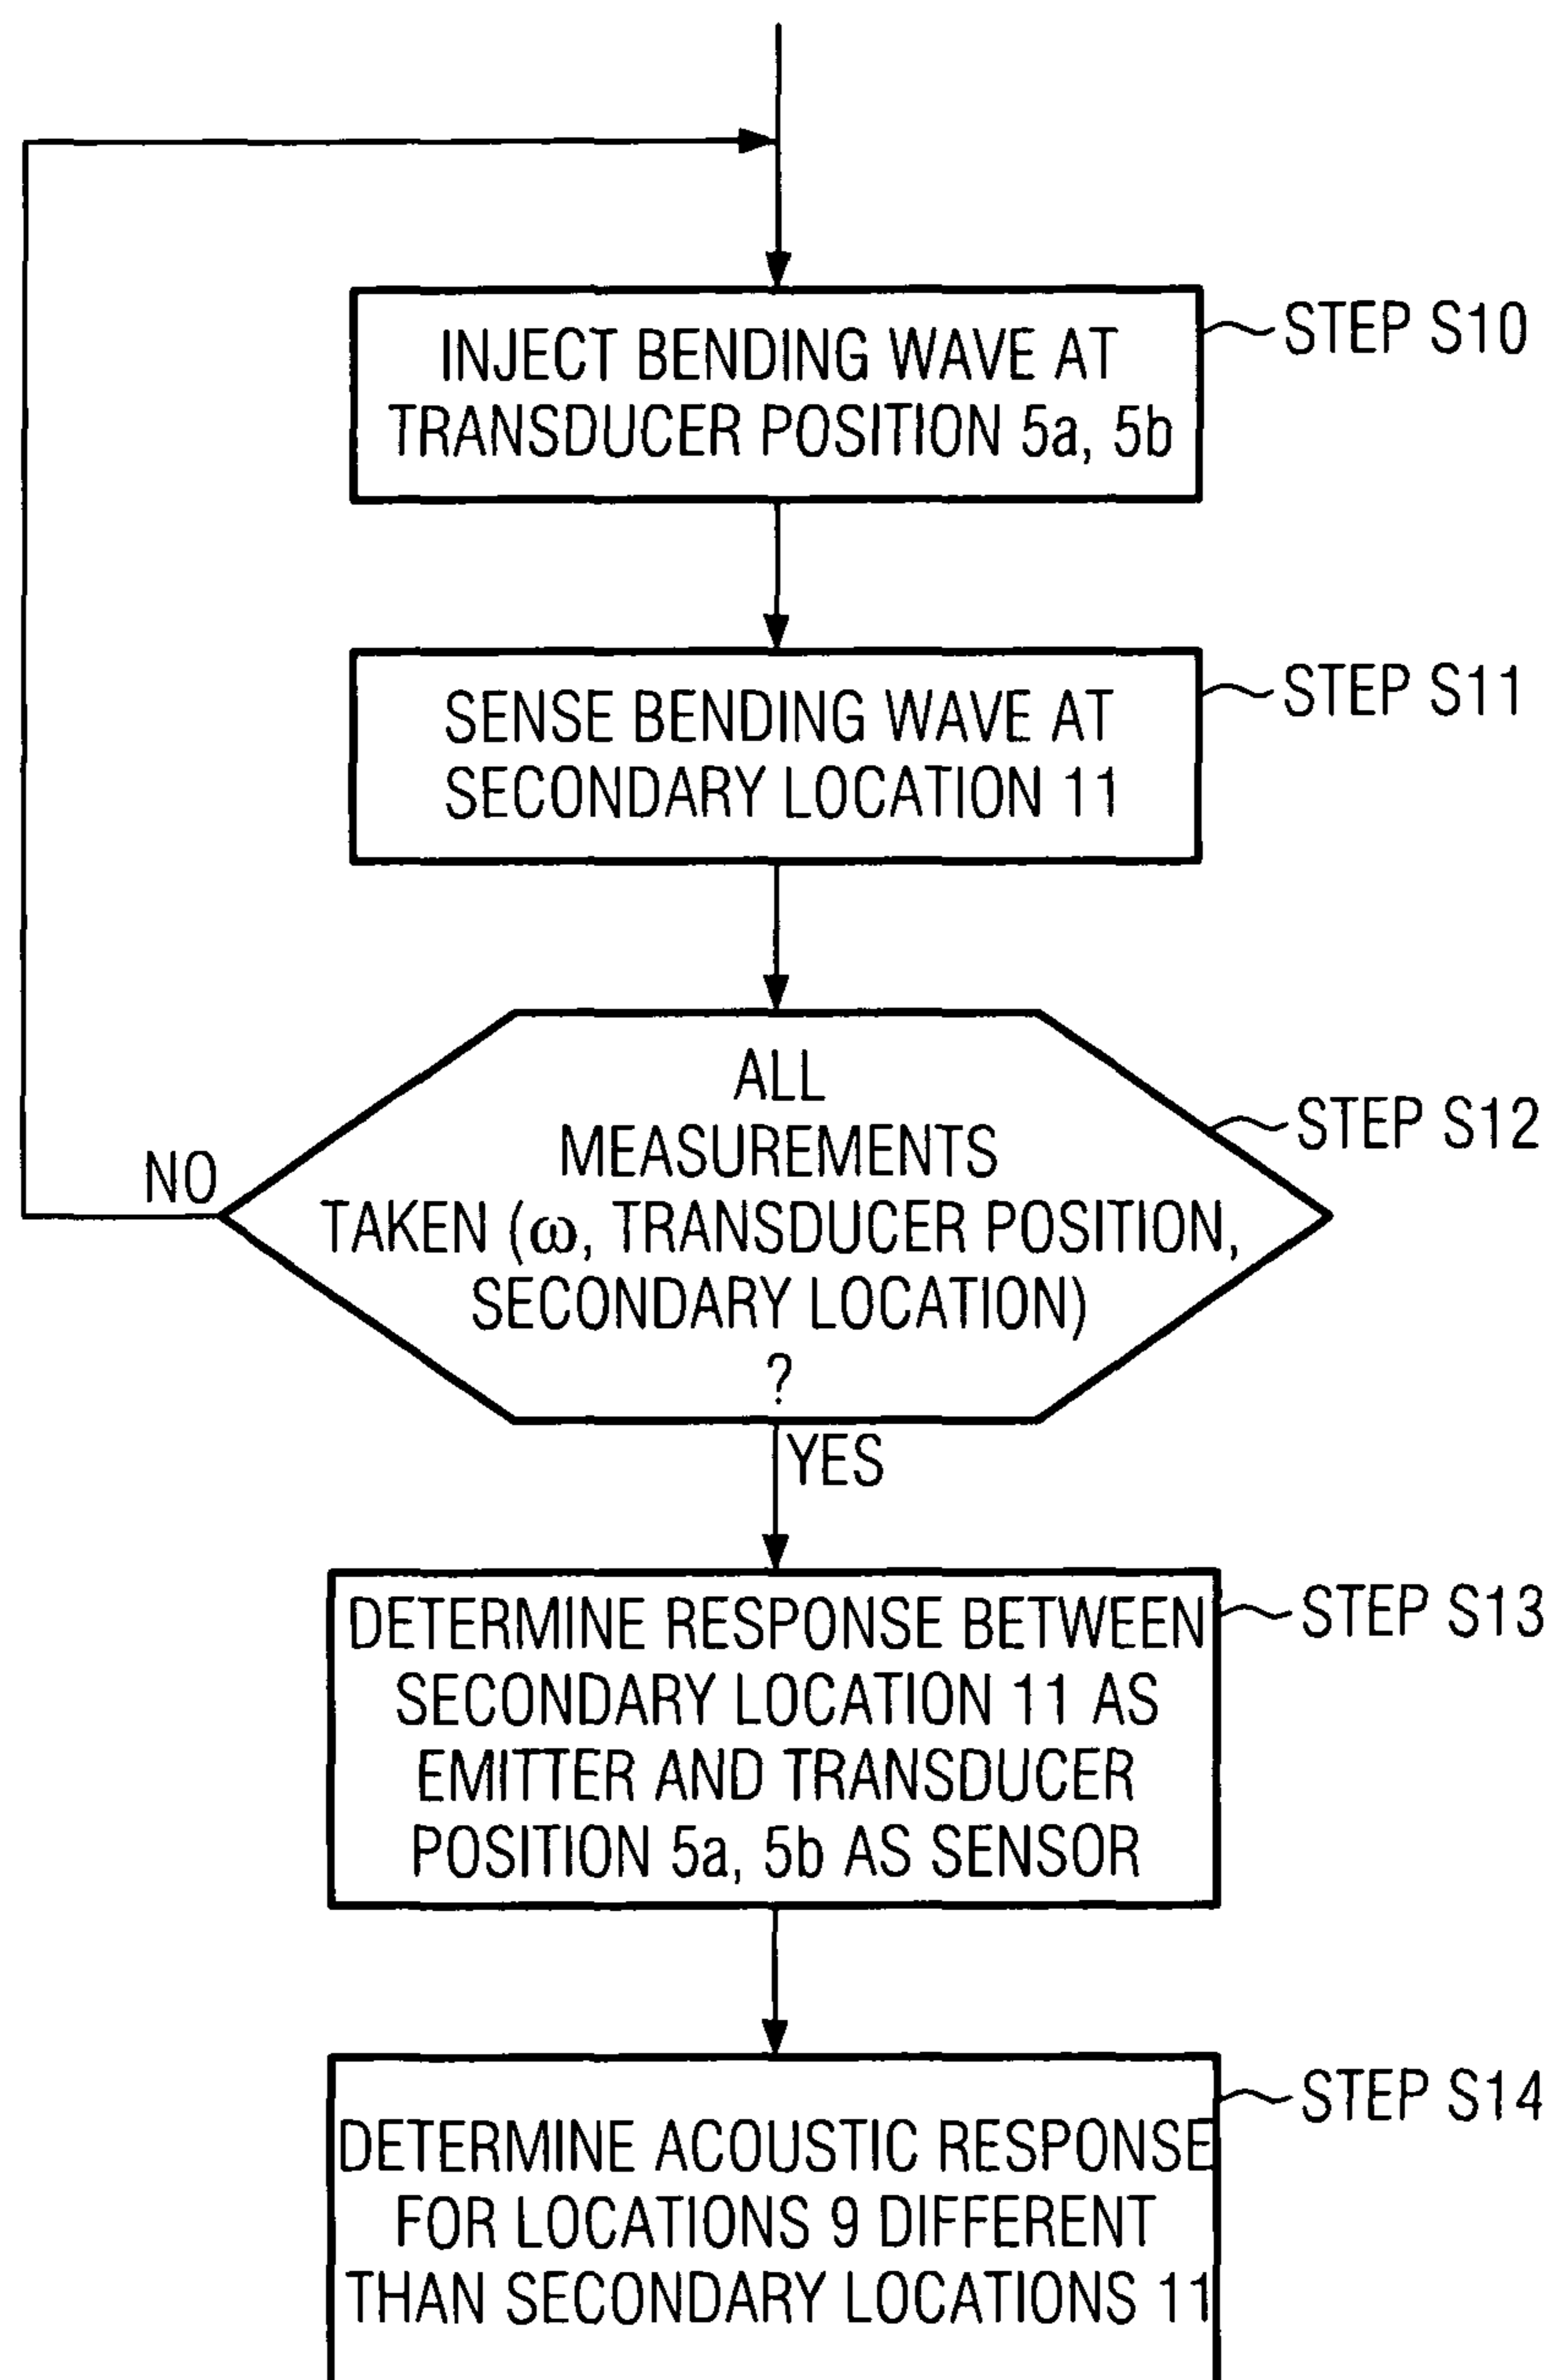 INJECT BENDING WAVE AT
TRANSDUCER POSITION 5a, 5b
STEP S10
SENSE BENDING WAVE AT
SECONDARY LOCATION 11
STEP S11
ALL
MEASUREMENTS
TAKEN (ω, TRANSDUCER POSITION,
SECONDARY LOCATION)
?
STEP S12
NO
YES
DETERMINE RESPONSE BETWEEN
SECONDARY LOCATION 11 AS
EMITTER AND TRANSDUCER
POSITION 5a, 5b AS SENSOR
STEP S13
DETERMINE ACOUSTIC RESPONSE
FOR LOCATIONS 9 DIFFERENT
THAN SECONDARY LOCATIONS 11
STEP S14